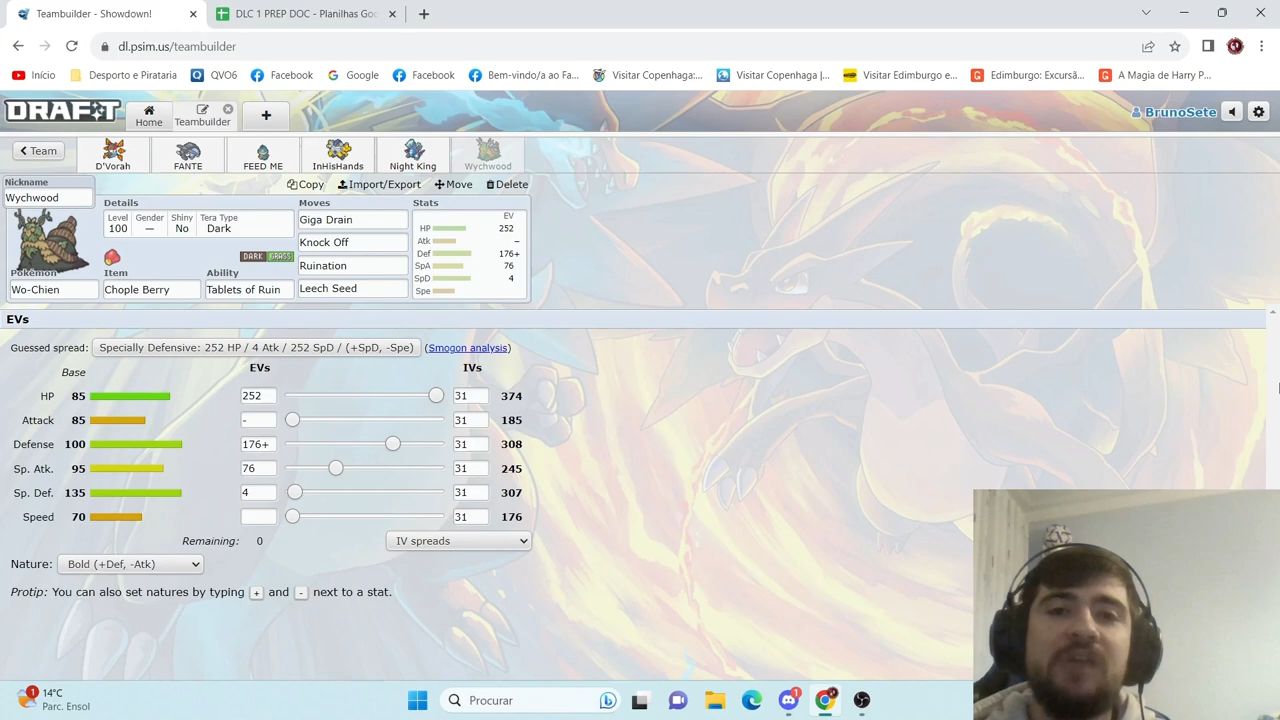 Teambuilder - Showdown!
DLC 1 PREP DOC - Planilhas Goo
dl.psim.us/teambuilder
Início
Desporto e Pirataria
QVO6
Facebook
Google
Facebook
Bem-vindo/a ao Fa...
Visitar Copenhaga:...
Visitar Copenhaga |...
Visitar Edimburgo e...
Edimburgo: Excursã...
A Magia de Harry P...
DRAFT
Home
Teambuilder
BrunoSete
Team
D'Vorah
FANTE
FEED ME
InHisHands
Night King
Wychwood
Nickname
Wychwood
Copy
Import/Export
Move
Delete
Details
Level
Gender
Shiny
Tera Type
100
—
No
Dark
DARK GRASS
Pokémon
Wo-Chien
Item
Chople Berry
Ability
Tablets of Ruin
Moves
Giga Drain
Knock Off
Ruination
Leech Seed
Stats
EV
HP 252
Atk –
Def 176+
SpA 76
SpD 4
Spe
EVs
Guessed spread: Specially Defensive: 252 HP / 4 Atk / 252 SpD / (+SpD, -Spe) (Smogon analysis)
Base EVs IVs
HP 85 252 31 374
Attack 85 - 31 185
Defense 100 176+ 31 308
Sp. Atk. 95 76 31 245
Sp. Def. 135 4 31 307
Speed 70 31 176
Remaining: 0 IV spreads
Nature: Bold (+Def, -Atk)
Protip: You can also set natures by typing + and - next to a stat.
1
14°C
Parc. Ensol
Procurar
1